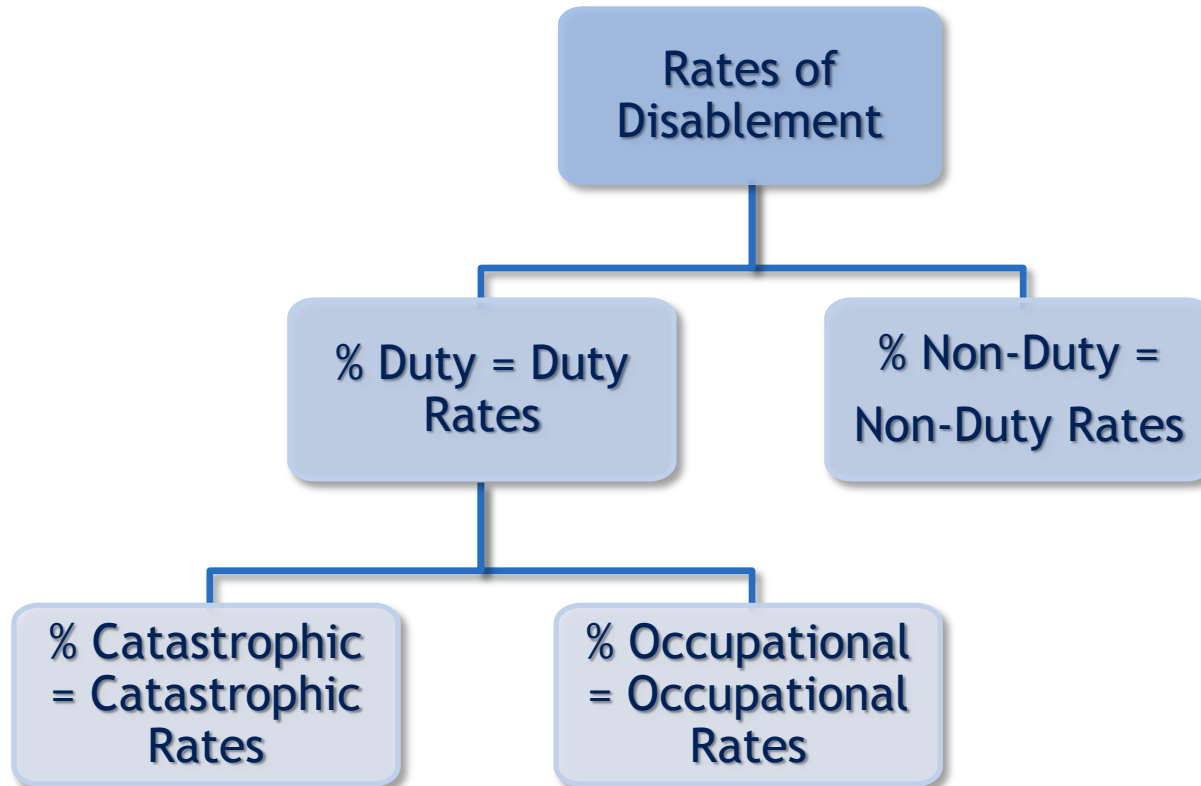 Rates of
Disablement
% Duty = Duty
Rates
% Non-Duty =
Non-Duty Rates
% Catastrophic
= Catastrophic
Rates
% Occupational
= Occupational
Rates